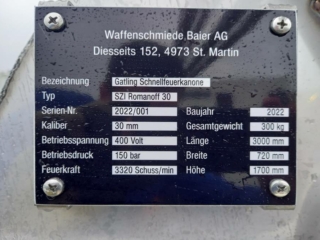 Waffenschmiede Baier AG
Diesseits 152, 4973 St. Martin
Bezeichnung Gatling Schnellfeuerkanone
Typ SZI Romanoff 30
Serien-Nr. 2022/001 Baujahr 2022
Kaliber 30 mm Gesamtgewicht 300 kg
Betriebsspannung 400 Volt Länge 3000 mm
Betriebsdruck 150 bar Breite 720 mm
Feuerkraft 3320 Schuss/min Höhe 1700 mm